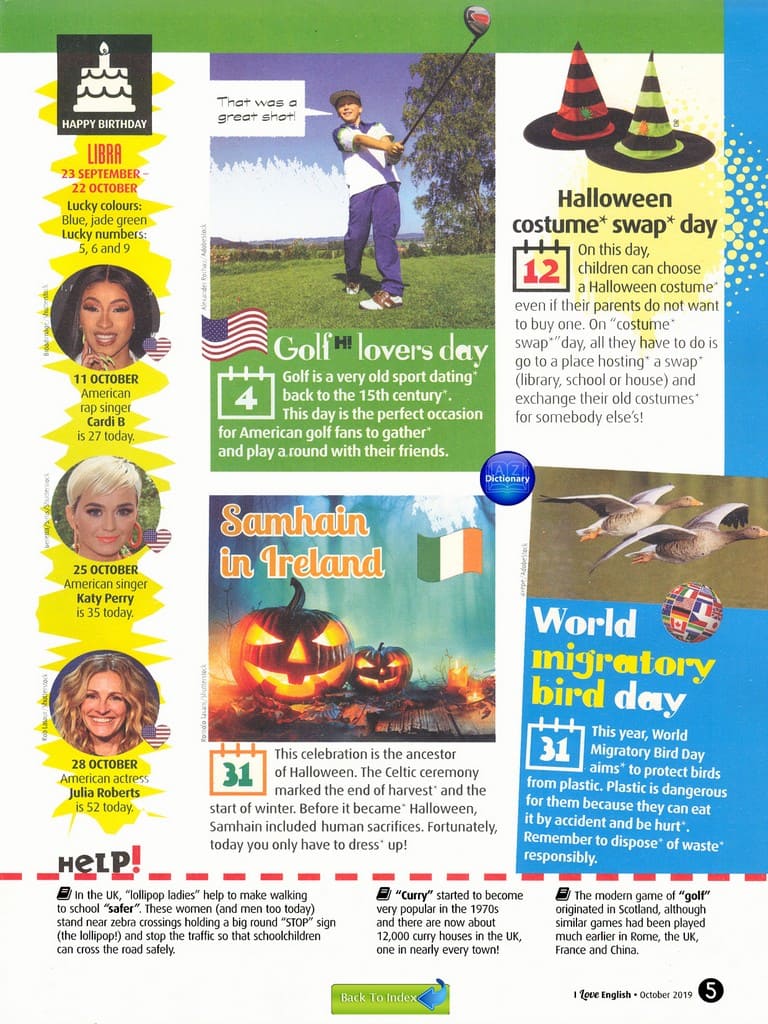 HAPPY BIRTHDAY
LIBRA
23 SEPTEMBER –
22 OCTOBER
Lucky colours:
Blue, jade green
Lucky numbers:
5, 6 and 9
11 OCTOBER
American
rap singer
Cardi B
is 27 today.
25 OCTOBER
American singer
Katy Perry
is 35 today.
28 OCTOBER
American actress
Julia Roberts
is 52 today.
That was a
great shot!
Golf H! lovers day
4
Golf is a very old sport dating*
back to the 15th century*.
This day is the perfect occasion
for American golf fans to gather*
and play a round with their friends.
Halloween
costume* swap* day
12
On this day,
children can choose
a Halloween costume*
even if their parents do not want
to buy one. On “costume*
swap*”day, all they have to do is
go to a place hosting* a swap*
(library, school or house) and
exchange their old costumes*
for somebody else’s!
A Z
Dictionary
Samhain
in Ireland
31
This celebration is the ancestor
of Halloween. The Celtic ceremony
marked the end of harvest* and the
start of winter. Before it became* Halloween,
Samhain included human sacrifices. Fortunately,
today you only have to dress* up!
World
migratory
bird day
31
This year, World
Migratory Bird Day
aims* to protect birds
from plastic. Plastic is dangerous
for them because they can eat
it by accident and be hurt*.
Remember to dispose* of waste*
responsibly.
HELP!
In the UK, “lollipop ladies” help to make walking
to school “safer”. These women (and men too today)
stand near zebra crossings holding a big round “STOP” sign
(the lollipop!) and stop the traffic so that schoolchildren
can cross the road safely.
“Curry” started to become
very popular in the 1970s
and there are now about
12,000 curry houses in the UK,
one in nearly every town!
The modern game of “golf”
originated in Scotland, although
similar games had been played
much earlier in Rome, the UK,
France and China.
Back To Index
I Love English • October 2019 5